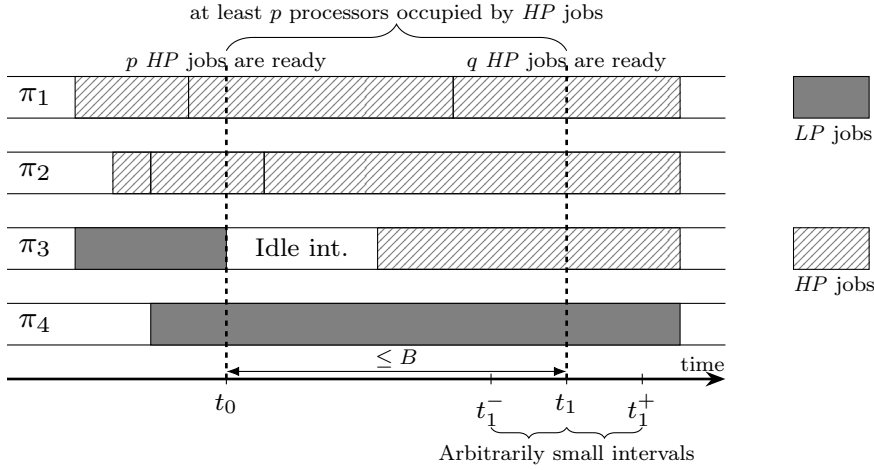 at least p processors occupied by HP jobs
p HP jobs are ready
q HP jobs are ready
π1
LP jobs
π2
π3
Idle int.
HP jobs
π4
≤ B
time
t0
t1−
t1
t1+
Arbitrarily small intervals